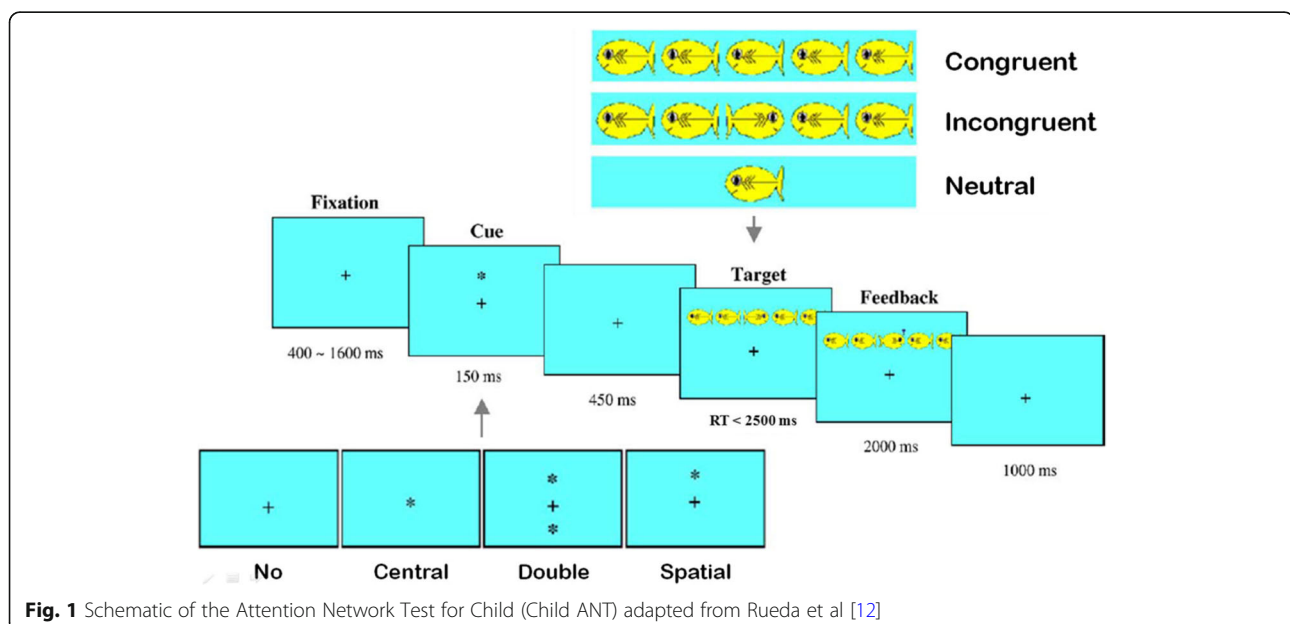 Congruent
Incongruent
Neutral
Fixation
Cue
Target
Feedback
400 ~ 1600 ms
150 ms
450 ms
RT < 2500 ms
2000 ms
1000 ms
No
Central
Double
Spatial
Fig. 1 Schematic of the Attention Network Test for Child (Child ANT) adapted from Rueda et al [12]